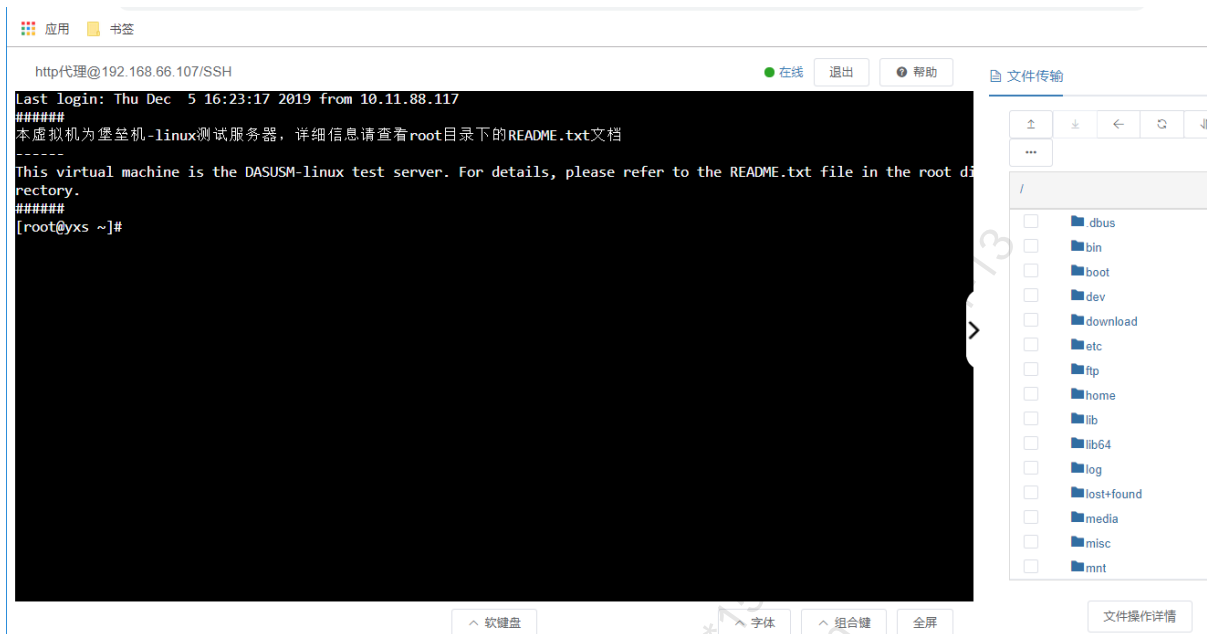 应用 书签
http代理@192.168.66.107/SSH 在线 退出 帮助
文件传输
Last login: Thu Dec  5 16:23:17 2019 from 10.11.88.117
######
本虚拟机为堡垒机-linux测试服务器，详细信息请查看root目录下的README.txt文档
------
This virtual machine is the DASUSM-linux test server. For details, please refer to the README.txt file in the root di
rectory.
######
[root@yxs ~]#
/
.dbus
bin
boot
dev
download
etc
ftp
home
lib
lib64
log
lost+found
media
misc
mnt
软键盘 字体 组合键 全屏
文件操作详情